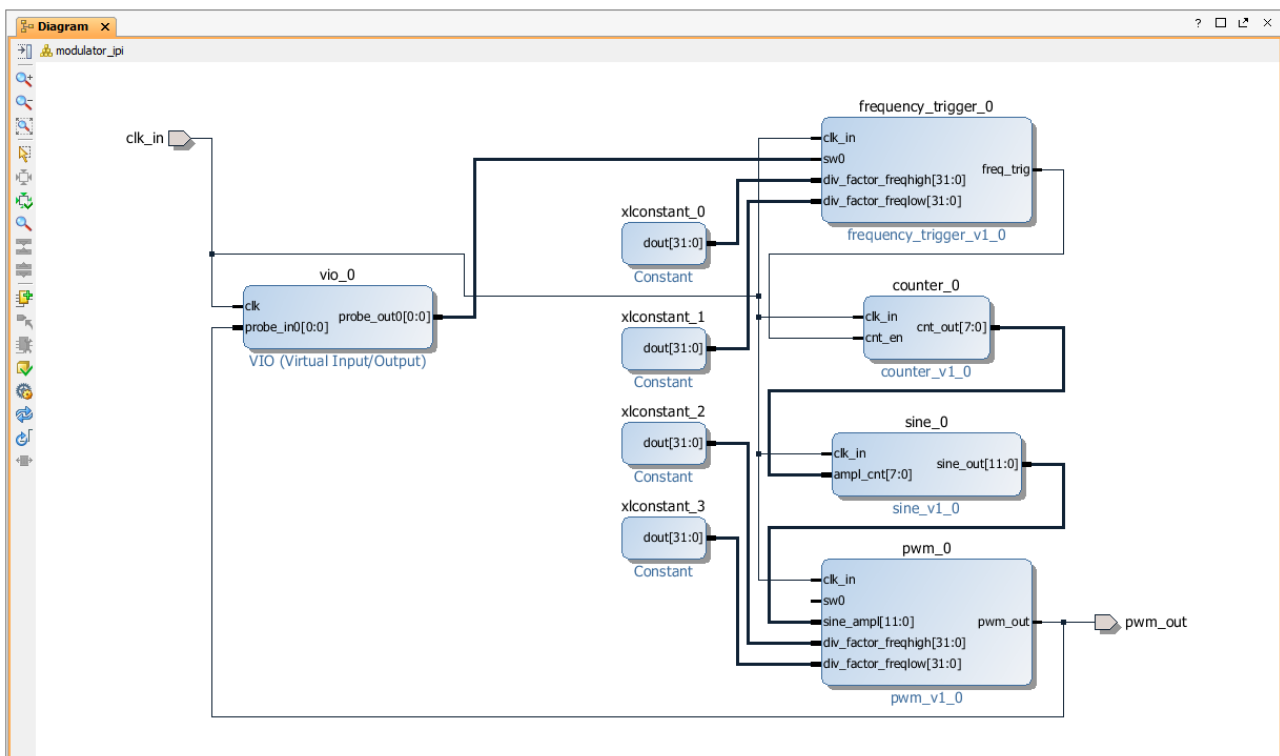 Diagram
modulator_ipi
clk_in
vio_0
clk
probe_in0[0:0]
probe_out0[0:0]
VIO (Virtual Input/Output)
xlconstant_0
dout[31:0]
Constant
xlconstant_1
dout[31:0]
Constant
xlconstant_2
dout[31:0]
Constant
xlconstant_3
dout[31:0]
Constant
frequency_trigger_0
clk_in
sw0
div_factor_freqhigh[31:0]
div_factor_freqlow[31:0]
freq_trig
frequency_trigger_v1_0
counter_0
clk_in
cnt_en
cnt_out[7:0]
counter_v1_0
sine_0
clk_in
ampl_cnt[7:0]
sine_out[11:0]
sine_v1_0
pwm_0
clk_in
sw0
sine_ampl[11:0]
div_factor_freqhigh[31:0]
div_factor_freqlow[31:0]
pwm_out
pwm_v1_0
pwm_out